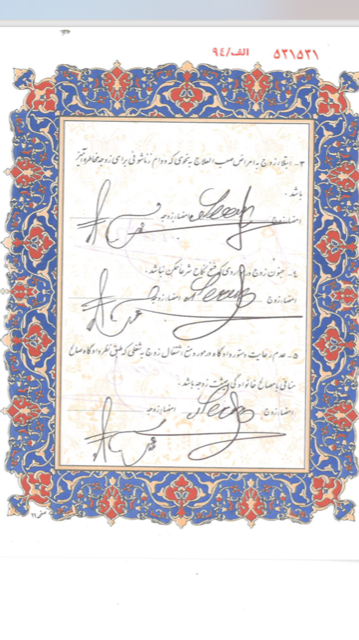 ۵۲۱۵۲۱ الف/۹۴
۳- ابتلاء زوج به امراض صعب العلاج به نحوی که دوام زناشوئی برای زوجه مخاطره آمیز
باشد.
امضاء زوج امضاء زوجه
۴- جنون زوج در مواردی که فسخ نکاح شرعا ممکن نباشد.
امضاء زوج امضاء زوجه
۵- عدم رعایت دستور دادگاه در مورد منع اشتغال زوج به شغلی که طبق نظر دادگاه صالح
منافی با مصالح خانوادگی و حیثیت زوجه باشد.
امضاء زوج امضاء زوجه